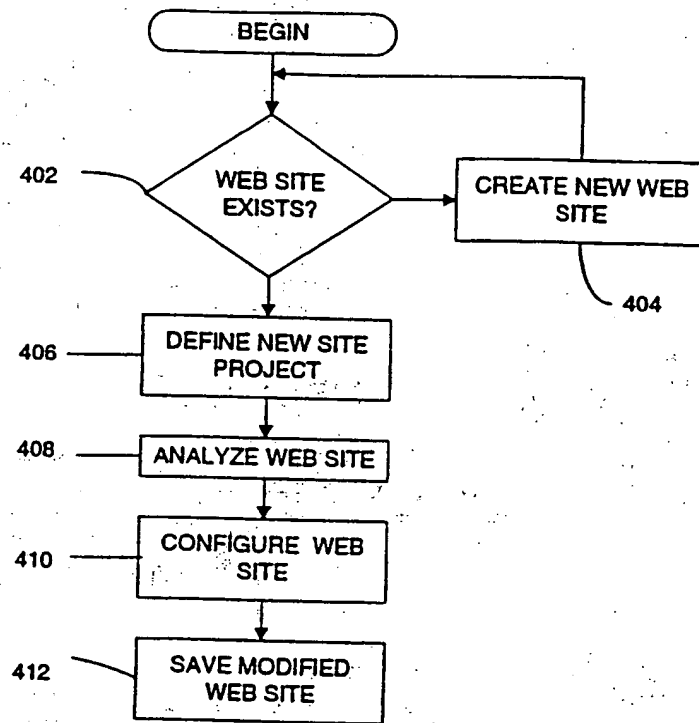 BEGIN
402
WEB SITE
EXISTS?
CREATE NEW WEB
SITE
404
406
DEFINE NEW SITE
PROJECT
408
ANALYZE WEB SITE
410
CONFIGURE WEB
SITE
412
SAVE MODIFIED
WEB SITE